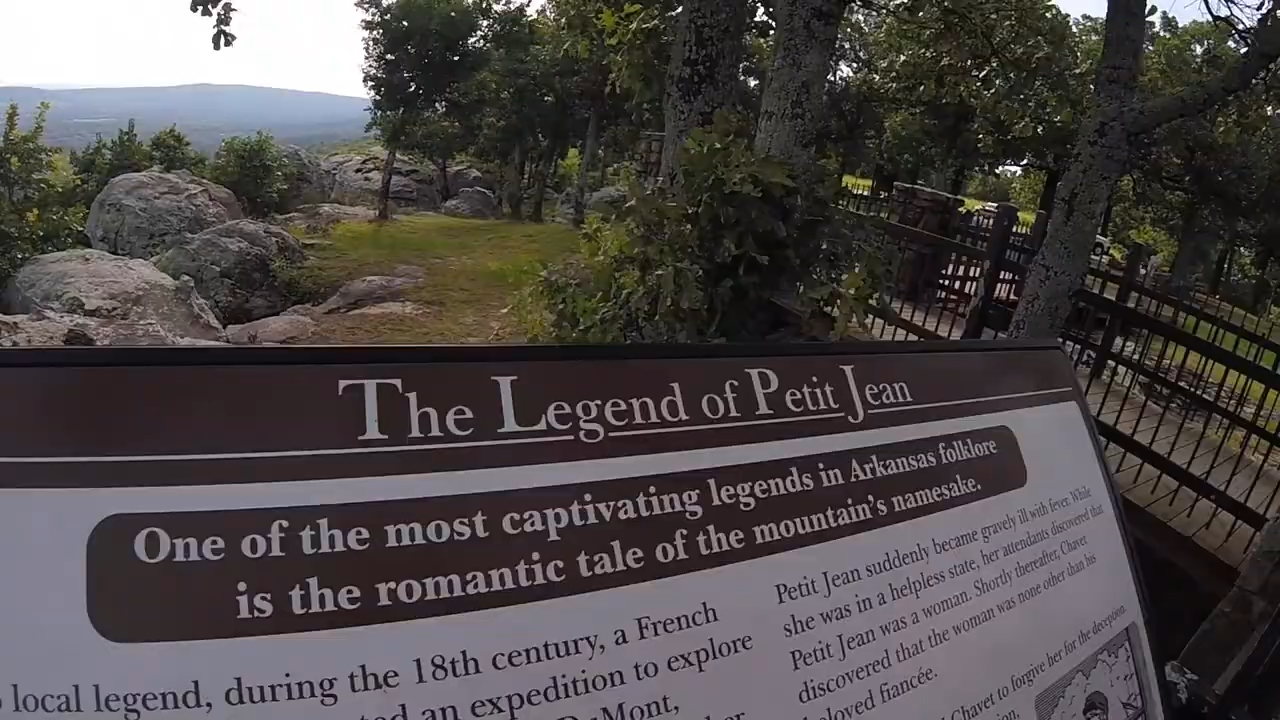 The Legend of Petit Jean
One of the most captivating legends in Arkansas folklore
is the romantic tale of the mountain's namesake.
local legend, during the 18th century, a French
an expedition to explore
DeMont,
Petit Jean suddenly became gravely ill with fever. While
she was in a helpless state, her attendants discovered that
Petit Jean was a woman. Shortly thereafter, Chavet
discovered that the woman was none other than his
beloved fiancée.
Chavet to forgive her for the deception.